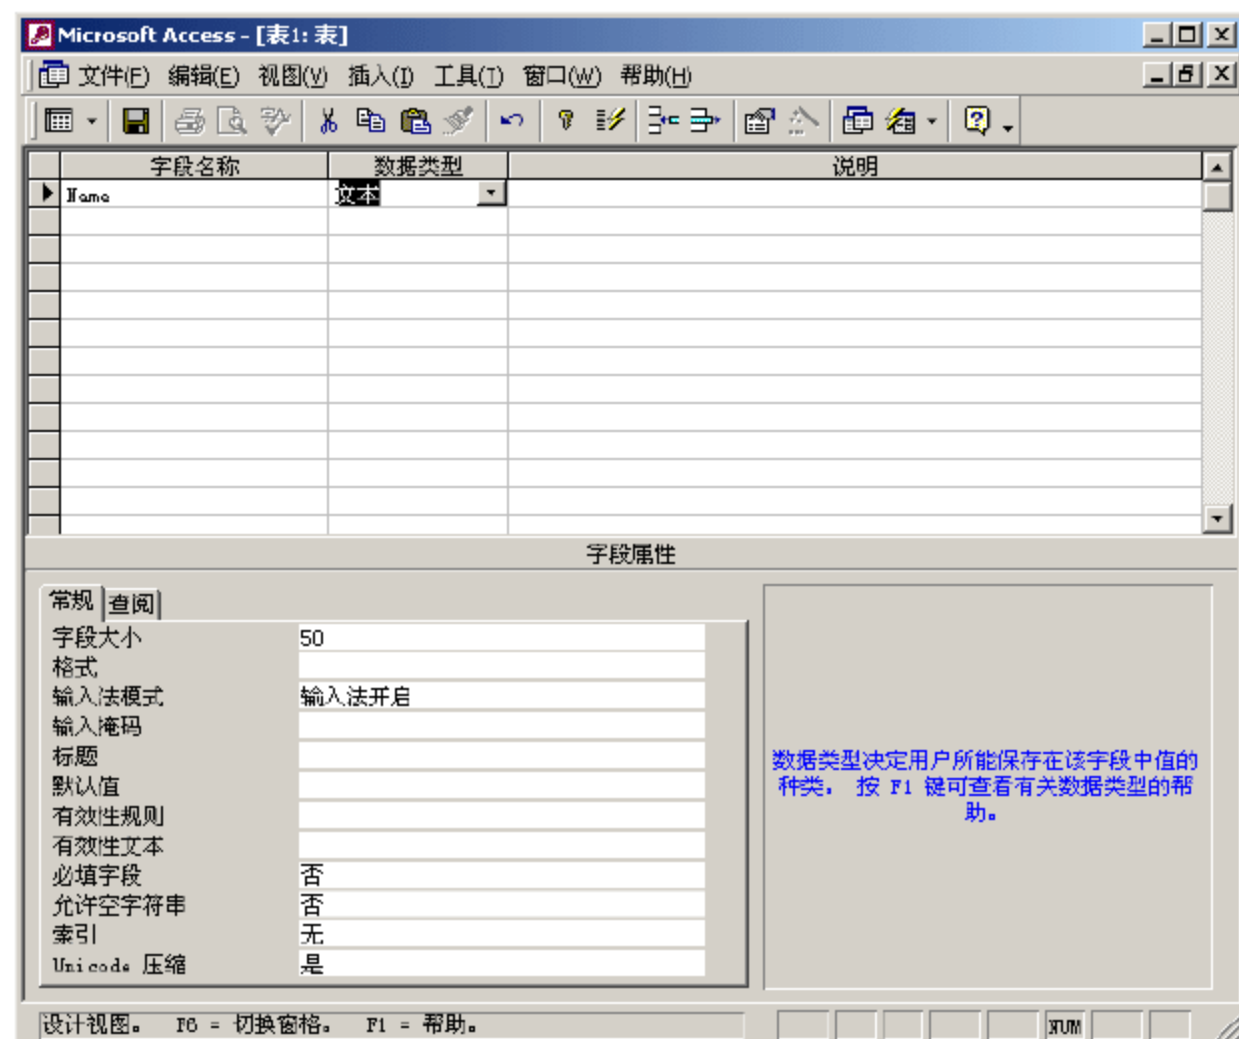 Microsoft Access - [表1: 表]
文件(F) 编辑(E) 视图(V) 插入(I) 工具(T) 窗口(W) 帮助(H)
字段名称 数据类型 说明
Name 文本
字段属性
常规 查阅
字段大小 50
格式
输入法模式 输入法开启
输入掩码
标题
默认值
有效性规则
有效性文本
必填字段 否
允许空字符串 否
索引 无
Unicode 压缩 是
数据类型决定用户所能保存在该字段中值的
种类。 按 F1 键可查看有关数据类型的帮
助。
设计视图。 F6 = 切换窗格。 F1 = 帮助。 NUM